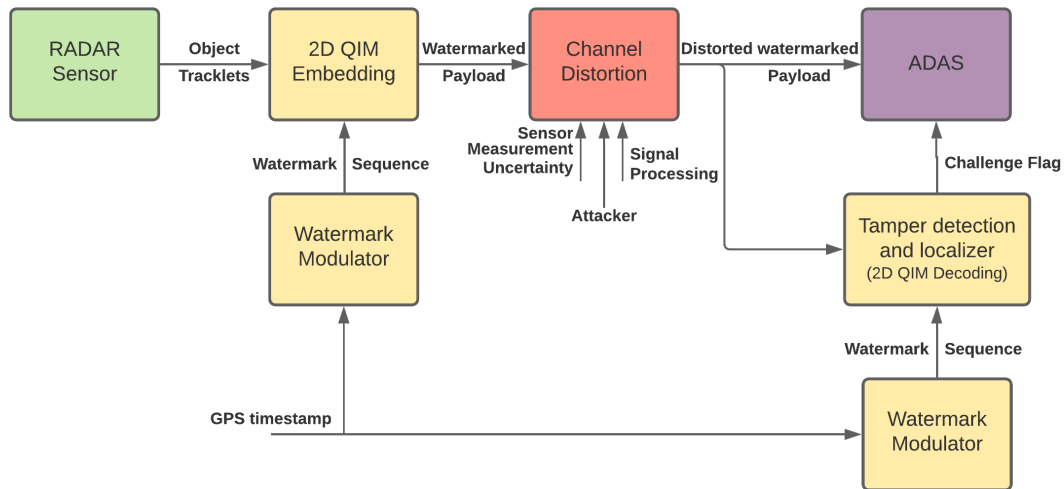 RADAR
Sensor
Object
Tracklets
2D QIM
Embedding
Watermarked
Payload
Channel
Distortion
Distorted watermarked
Payload
ADAS
Sensor
Measurement
Uncertainty
Attacker
Signal
Processing
Watermark Sequence
Challenge Flag
Watermark
Modulator
Tamper detection
and localizer
(2D QIM Decoding)
Watermark Sequence
GPS timestamp
Watermark
Modulator